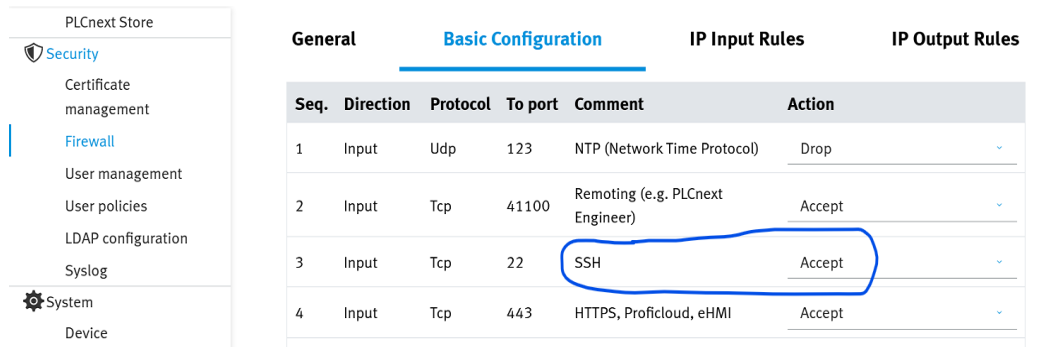 PLCnext Store
Security
Certificate
management
Firewall
User management
User policies
LDAP configuration
Syslog
System
Device
General Basic Configuration IP Input Rules IP Output Rules
Seq. Direction Protocol To port Comment Action
1 Input Udp 123 NTP (Network Time Protocol) Drop
2 Input Tcp 41100 Remoting (e.g. PLCnext
Engineer) Accept
3 Input Tcp 22 SSH Accept
4 Input Tcp 443 HTTPS, Proficloud, eHMI Accept